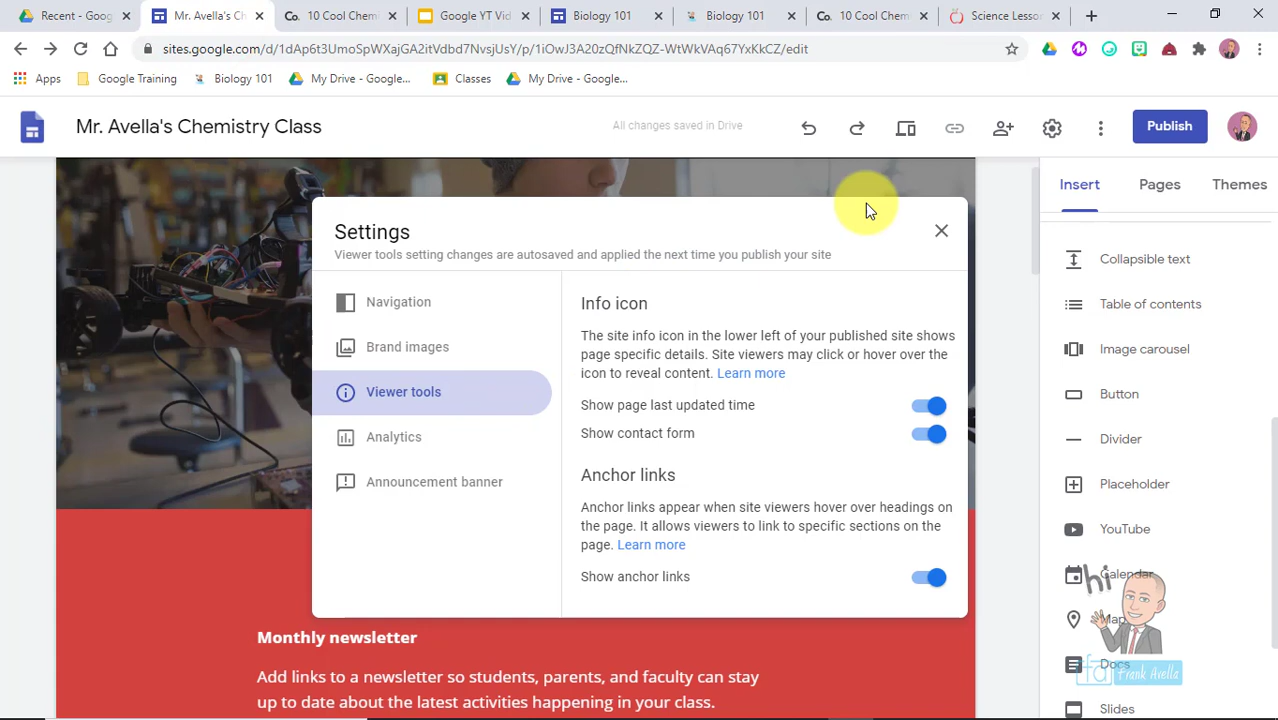 Recent - Goog
Mr. Avella's Ch
10 Cool Chemi
Google YT Vid
Biology 101
Biology 101
10 Cool Chem
Science Lesso
sites.google.com/d/1dAp6t3UmoSpWXajGA2itVdbd7NvsjUsY/p/1iOwJ3A20zQfNkZQZ-WtWkVAq67YxKkCZ/edit
Apps
Google Training
Biology 101
My Drive - Google...
Classes
My Drive - Google...
Mr. Avella's Chemistry Class
All changes saved in Drive
Publish
Insert
Pages
Themes
Settings
Viewer tools setting changes are autosaved and applied the next time you publish your site
Navigation
Brand images
Viewer tools
Analytics
Announcement banner
Info icon
The site info icon in the lower left of your published site shows
page specific details. Site viewers may click or hover over the
icon to reveal content. Learn more
Show page last updated time
Show contact form
Anchor links
Anchor links appear when site viewers hover over headings on
the page. It allows viewers to link to specific sections on the
page. Learn more
Show anchor links
Monthly newsletter
Add links to a newsletter so students, parents, and faculty can stay
up to date about the latest activities happening in your class.
Collapsible text
Table of contents
Image carousel
Button
Divider
Placeholder
YouTube
Calendar
hi
Map
Docs
fa Frank Avella
Slides